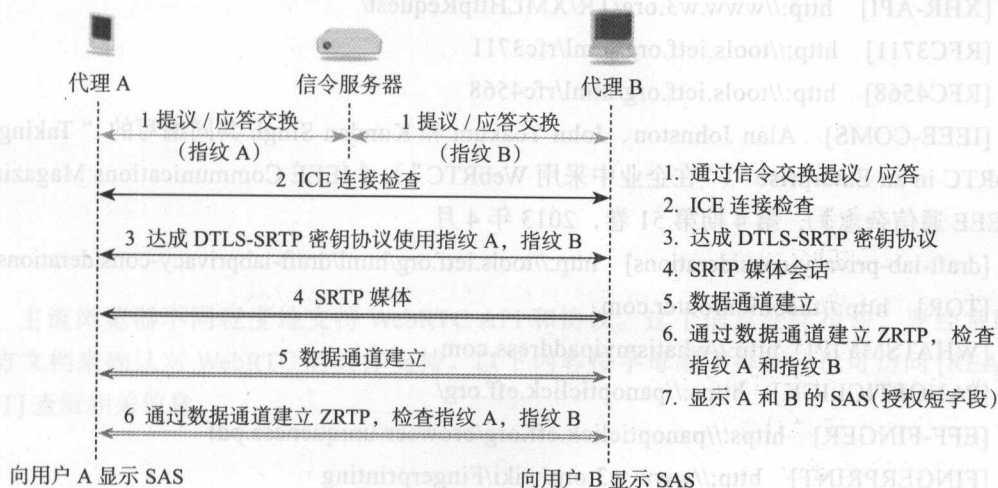 代理 A
信令服务器
代理 B
1 提议 / 应答交换
（指纹 A）
1 提议 / 应答交换
（指纹 B）
2 ICE 连接检查
3 达成 DTLS-SRTP 密钥协议使用指纹 A，指纹 B
4 SRTP 媒体
5 数据通道建立
6 通过数据通道建立 ZRTP，检查指纹 A，指纹 B
向用户 A 显示 SAS
向用户 B 显示 SAS
1. 通过信令交换提议 / 应答
2. ICE 连接检查
3. 达成 DTLS-SRTP 密钥协议
4. SRTP 媒体会话
5. 数据通道建立
6. 通过数据通道建立 ZRTP，检查
指纹 A 和指纹 B
7. 显示 A 和 B 的 SAS（授权短字段）